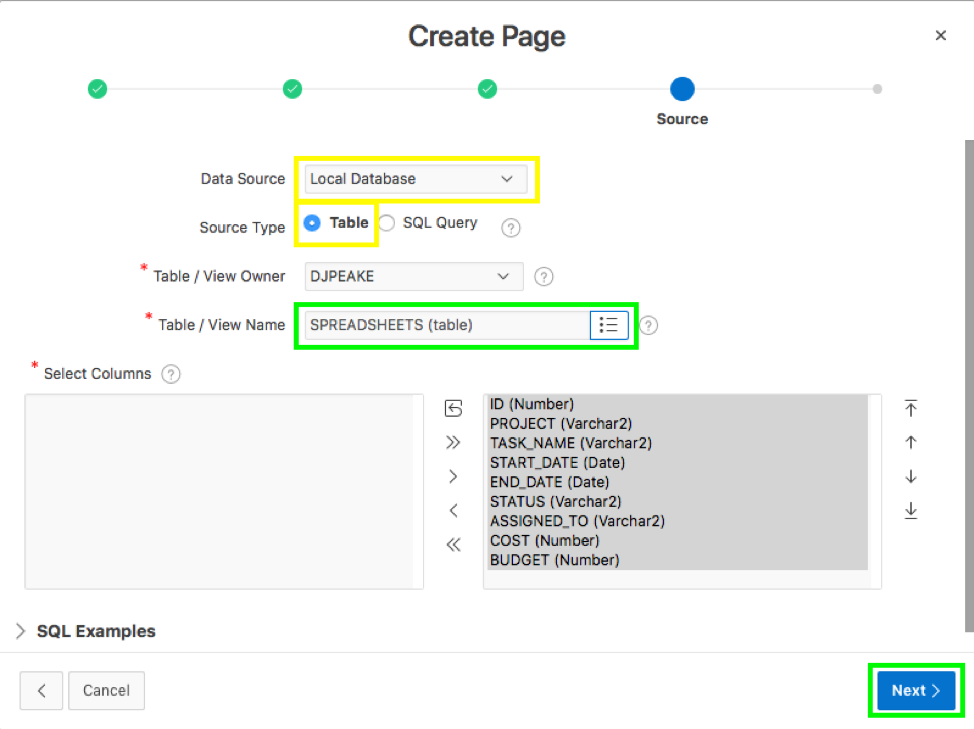 Create Page
Source
Data Source Local Database
Source Type Table SQL Query ?
* Table / View Owner DJPEAKE ?
* Table / View Name SPREADSHEETS (table) ?
* Select Columns ?
ID (Number)
PROJECT (Varchar2)
TASK_NAME (Varchar2)
START_DATE (Date)
END_DATE (Date)
STATUS (Varchar2)
ASSIGNED_TO (Varchar2)
COST (Number)
BUDGET (Number)
SQL Examples
Cancel
Next